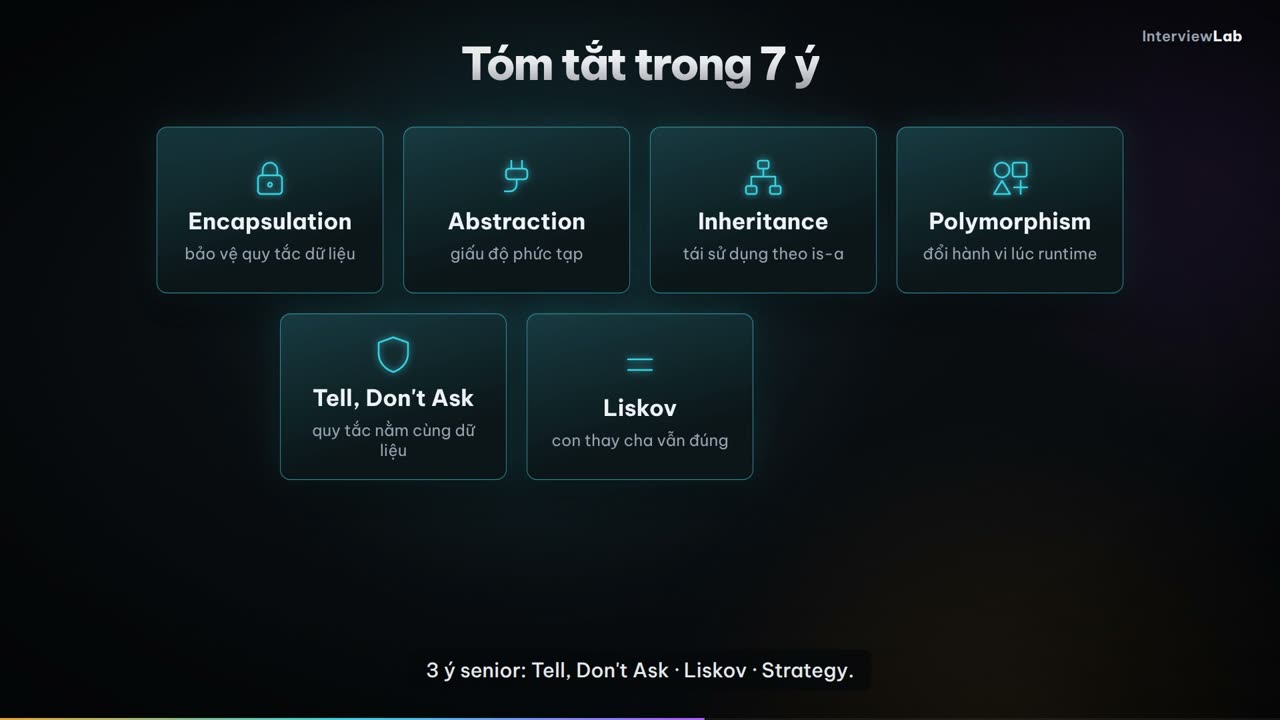 InterviewLab
Tóm tắt trong 7 ý
Encapsulation
bảo vệ quy tắc dữ liệu
Abstraction
giấu độ phức tạp
Inheritance
tái sử dụng theo is-a
Polymorphism
đổi hành vi lúc runtime
Tell, Don't Ask
quy tắc nằm cùng dữ
liệu
Liskov
con thay cha vẫn đúng
3 ý senior: Tell, Don't Ask · Liskov · Strategy.